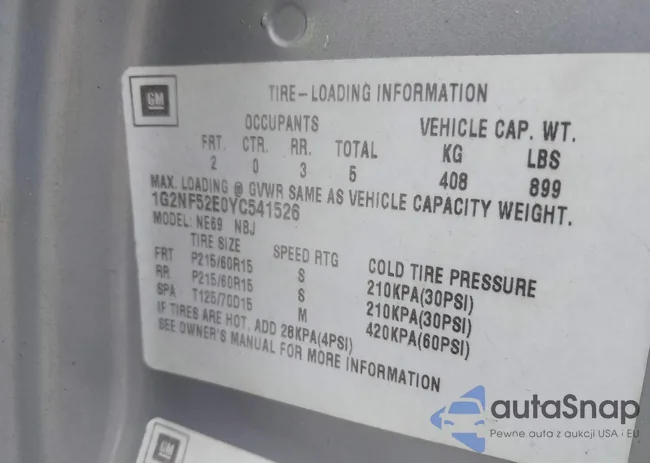 GM
TIRE-LOADING INFORMATION
OCCUPANTS VEHICLE CAP. WT.
FRT. CTR. RR. TOTAL KG LBS
2 0 3 5 408 899
MAX. LOADING @ GVWR SAME AS VEHICLE CAPACITY WEIGHT.
1G2NF52E0YC541526
MODEL: NE69 NBJ
TIRE SIZE SPEED RTG COLD TIRE PRESSURE
FRT P215/60R15 S 210KPA(30PSI)
RR P215/60R15 S 210KPA(30PSI)
SPA T125/70D15 M 420KPA(60PSI)
IF TIRES ARE HOT, ADD 28KPA(4PSI)
SEE OWNER'S MANUAL FOR MORE INFORMATION
GM
autaSnap
Pewne auta z aukcji USA i EU